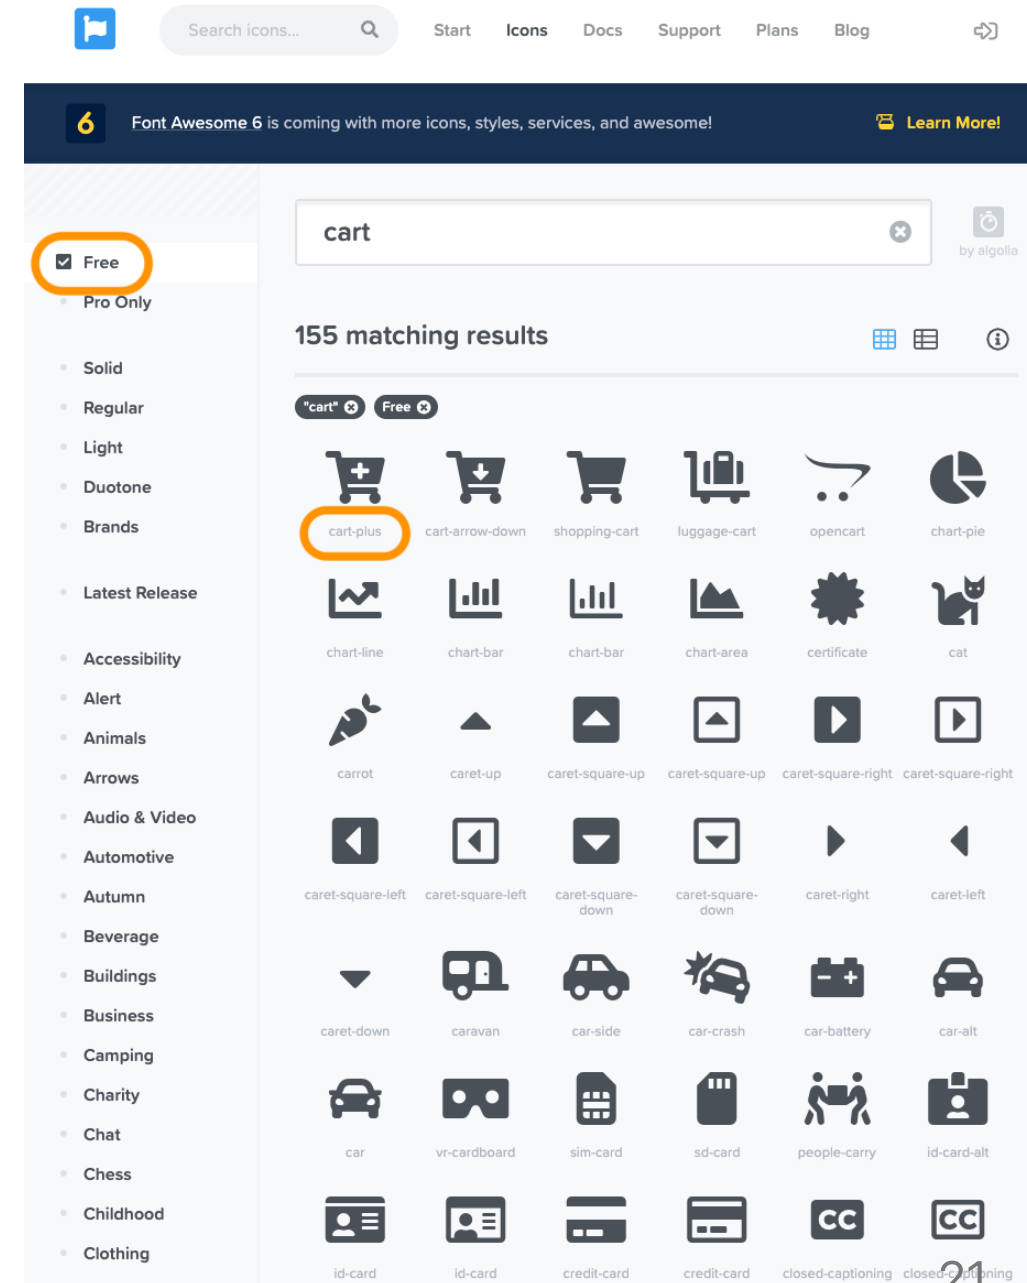 Search icons...
Start Icons Docs Support Plans Blog
6 Font Awesome 6 is coming with more icons, styles, services, and awesome! Learn More!
cart
by algolia
Free
Pro Only
Solid
Regular
Light
Duotone
Brands
Latest Release
Accessibility
Alert
Animals
Arrows
Audio & Video
Automotive
Autumn
Beverage
Buildings
Business
Camping
Charity
Chat
Chess
Childhood
Clothing
155 matching results
"cart" Free
cart-plus cart-arrow-down shopping-cart luggage-cart opencart chart-pie
chart-line chart-bar chart-bar chart-area certificate cat
carrot caret-up caret-square-up caret-square-up caret-square-right caret-square-right
caret-square-left caret-square-left caret-square-down caret-square-down caret-right caret-left
caret-down caravan car-side car-crash car-battery car-alt
car vr-cardboard sim-card sd-card people-carry id-card-alt
CC CC
id-card id-card credit-card credit-card closed-captioning closed-captioning
21